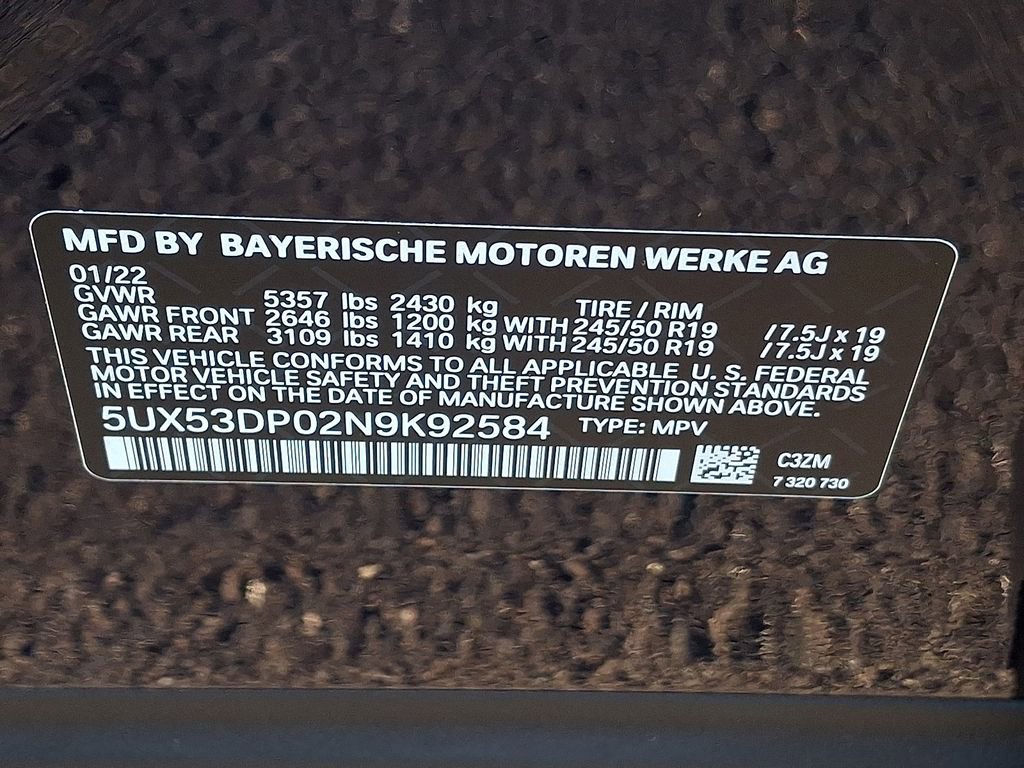 MFD BY BAYERISCHE MOTOREN WERKE AG
01/22
GVWR 5357 lbs 2430 kg TIRE / RIM
GAWR FRONT 2646 lbs 1200 kg WITH 245/50 R19 / 7.5J x 19
GAWR REAR 3109 lbs 1410 kg WITH 245/50 R19 / 7.5J x 19
THIS VEHICLE CONFORMS TO ALL APPLICABLE U. S. FEDERAL
MOTOR VEHICLE SAFETY AND THEFT PREVENTION STANDARDS
IN EFFECT ON THE DATE OF MANUFACTURE SHOWN ABOVE.
5UX53DP02N9K92584 TYPE: MPV
C3ZM
7 320 730